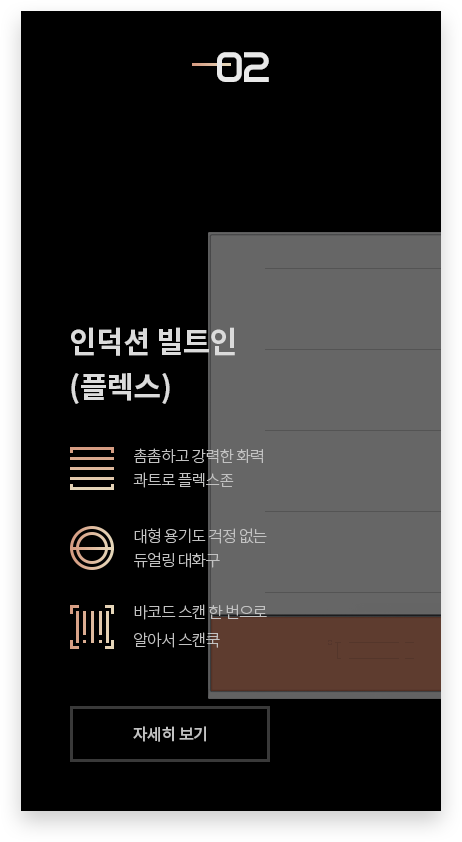 02
인덕션 빌트인
(플렉스)
촘촘하고 강력한 화력
콰트로 플렉스존
대형 용기도 걱정 없는
듀얼링 대화구
바코드 스캔 한 번으로
알아서 스캔쿡
자세히 보기